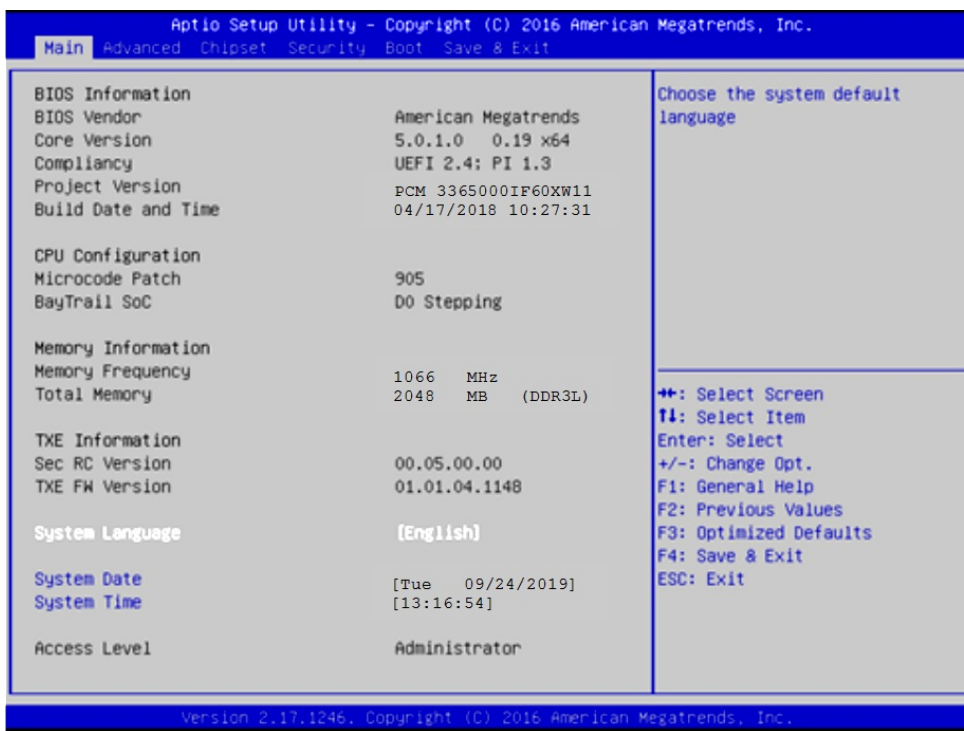 Aptio Setup Utility - Copyright (C) 2016 American Megatrends, Inc.
Main Advanced Chipset Security Boot Save & Exit
BIOS Information
BIOS Vendor American Megatrends
Core Version 5.0.1.0 0.19 x64
Compliancy UEFI 2.4; PI 1.3
Project Version PCM 3365000IF60XW11
Build Date and Time 04/17/2018 10:27:31
CPU Configuration
Microcode Patch 905
BayTrail SoC D0 Stepping
Memory Information
Memory Frequency 1066 MHz
Total Memory 2048 MB (DDR3L)
TXE Information
Sec RC Version 00.05.00.00
TXE FW Version 01.01.04.1148
System Language [English]
System Date [Tue 09/24/2019]
System Time [13:16:54]
Access Level Administrator
Choose the system default
language
→←: Select Screen
↑↓: Select Item
Enter: Select
+/-: Change Opt.
F1: General Help
F2: Previous Values
F3: Optimized Defaults
F4: Save & Exit
ESC: Exit
Version 2.17.1246. Copyright (C) 2016 American Megatrends, Inc.